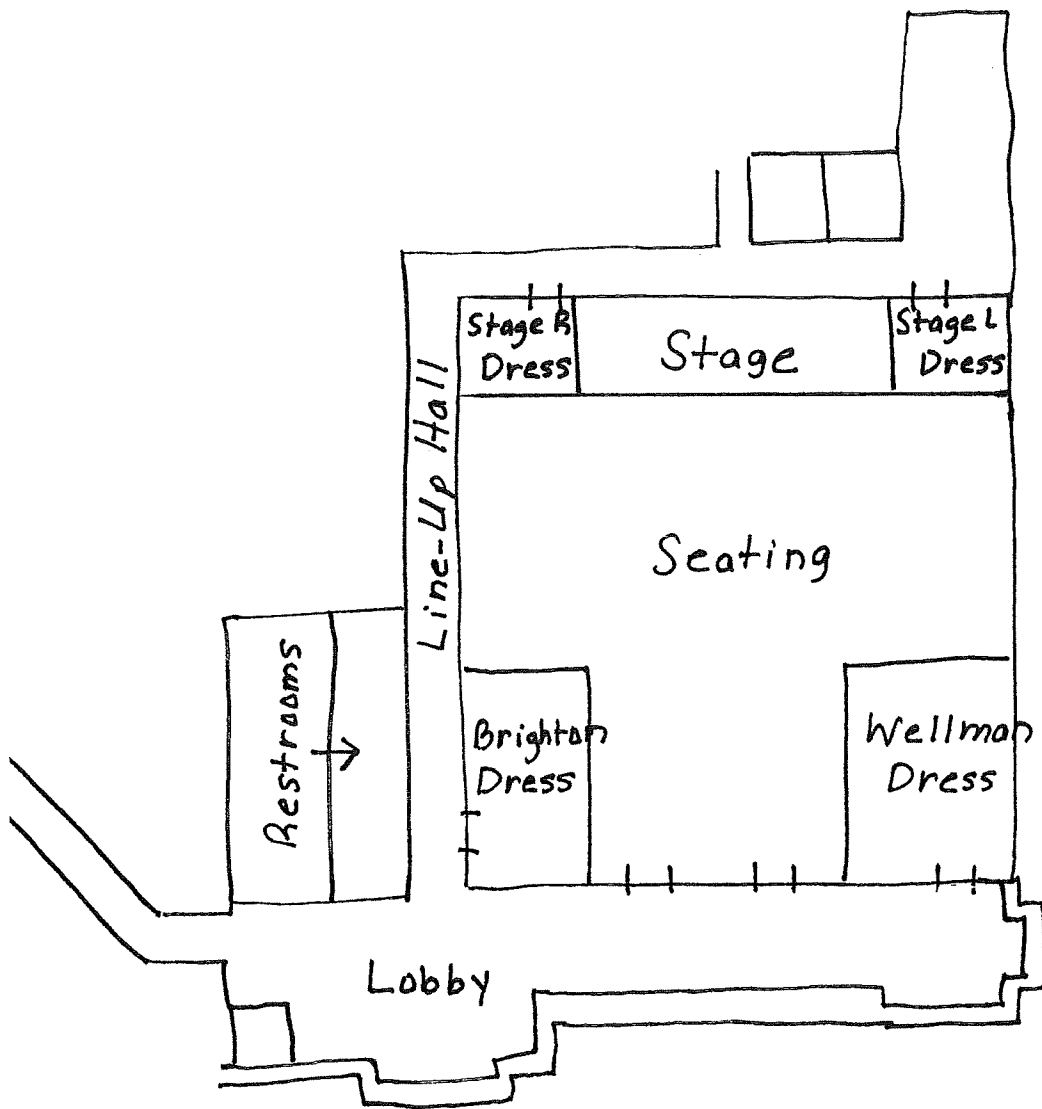 Stage R
Dress
Stage
Stage L
Dress
Line-Up Hall
Seating
Restrooms
Brighton
Dress
Wellman
Dress
Lobby